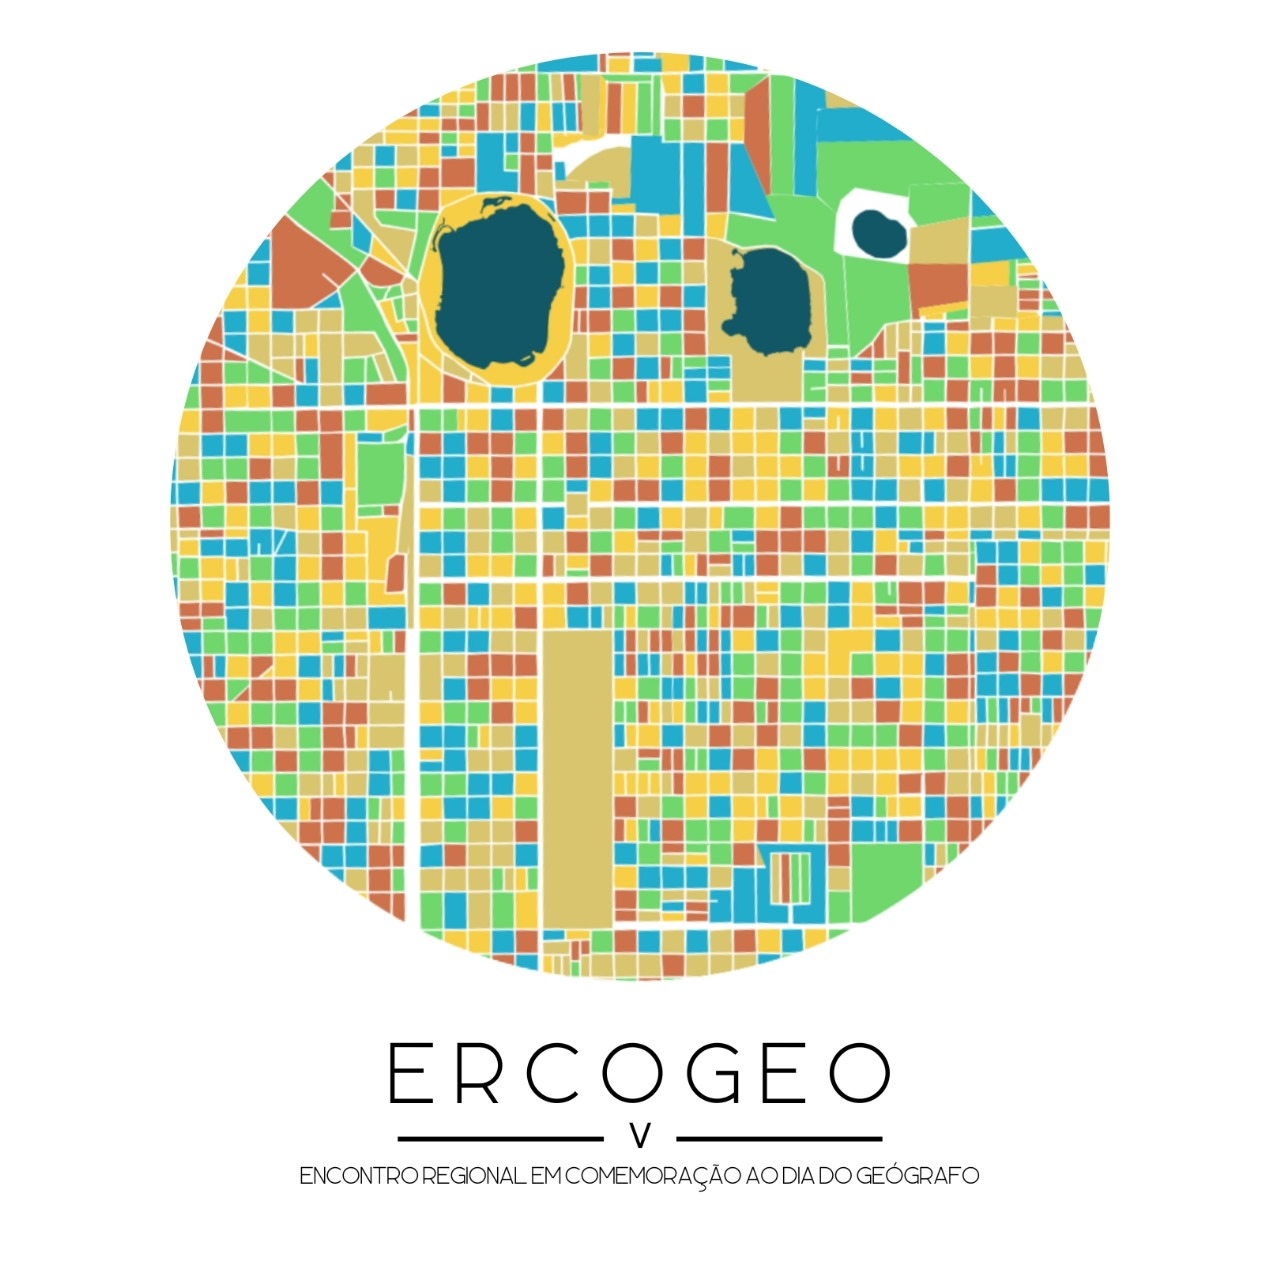 ERCOGEO
V
ENCONTRO REGIONAL EM COMEMORAÇÃO AO DIA DO GEÓGRAFO